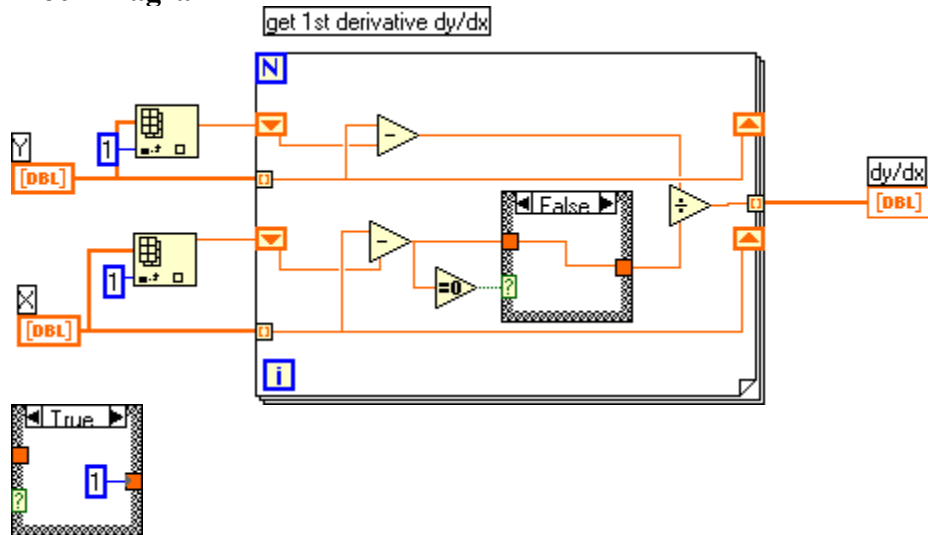 get 1st derivative dy/dx
N
Y
1
[DBL]
dy/dx
[DBL]
False
÷
=0
?
X
1
[DBL]
i
True
1
?